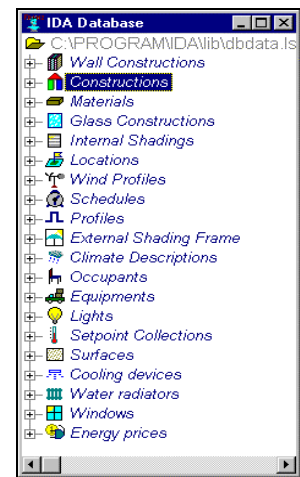 IDA Database
C:\PROGRAM\IDA\lib\dbdata.ls
Wall Constructions
Constructions
Materials
Glass Constructions
Internal Shadings
Locations
Wind Profiles
Schedules
Profiles
External Shading Frame
Climate Descriptions
Occupants
Equipments
Lights
Setpoint Collections
Surfaces
Cooling devices
Water radiators
Windows
Energy prices